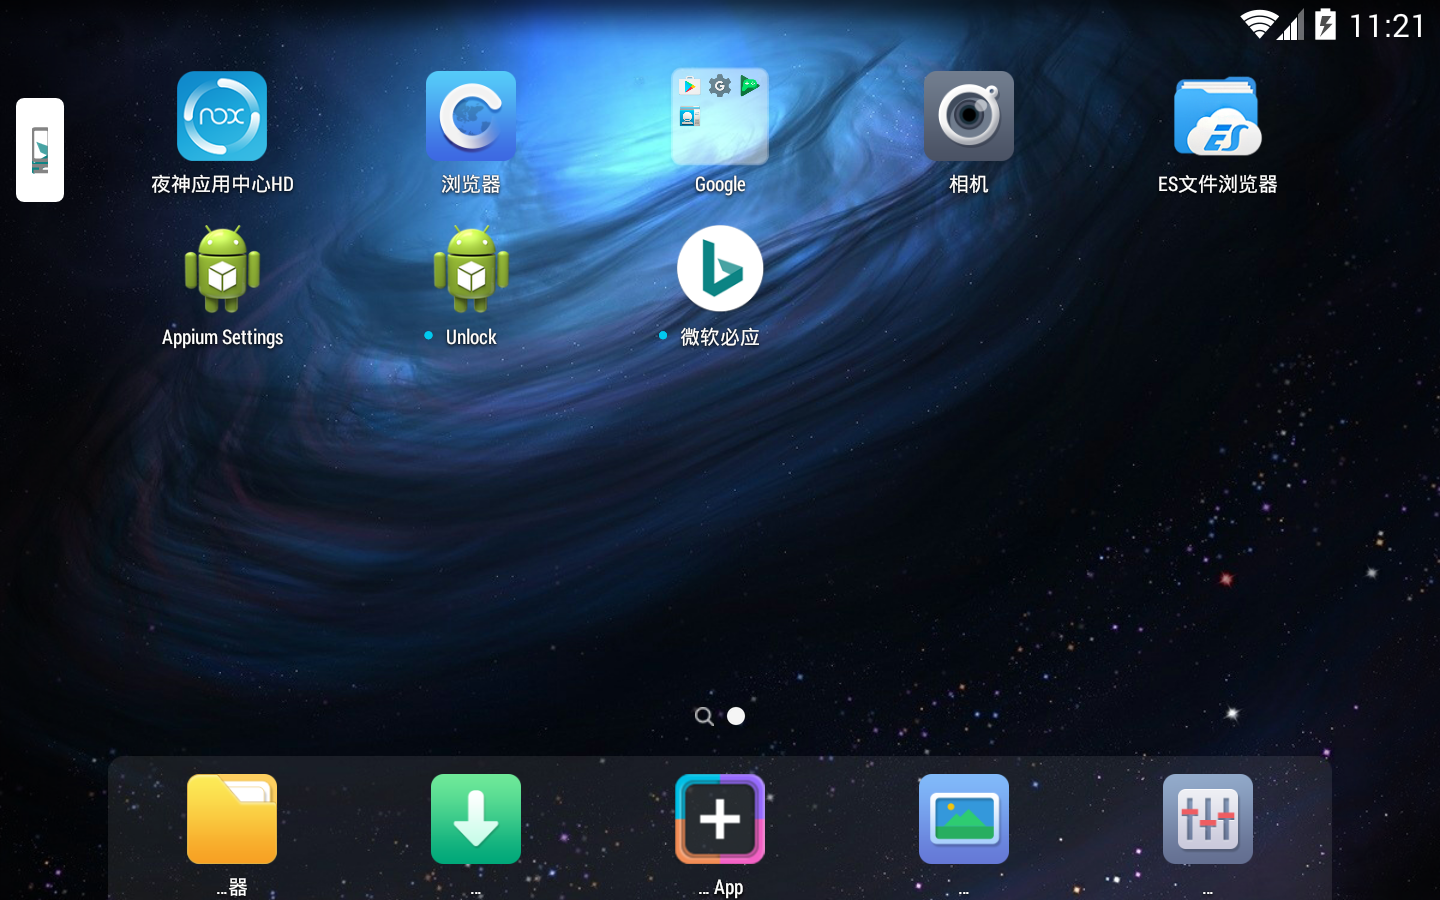 11:21
nox
夜神应用中心HD
浏览器
Google
相机
ES
ES文件浏览器
Appium Settings
Unlock
微软必应
...器
...
... App
...
...